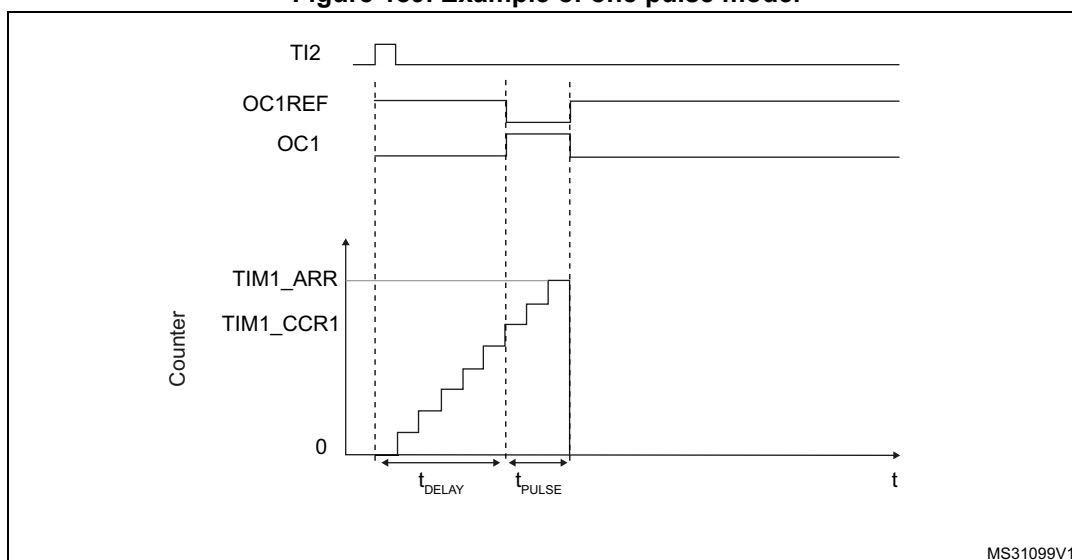 TI2
OC1REF
OC1
TIM1_ARR
TIM1_CCR1
Counter
0
tDELAY
tPULSE
t
MS31099V1